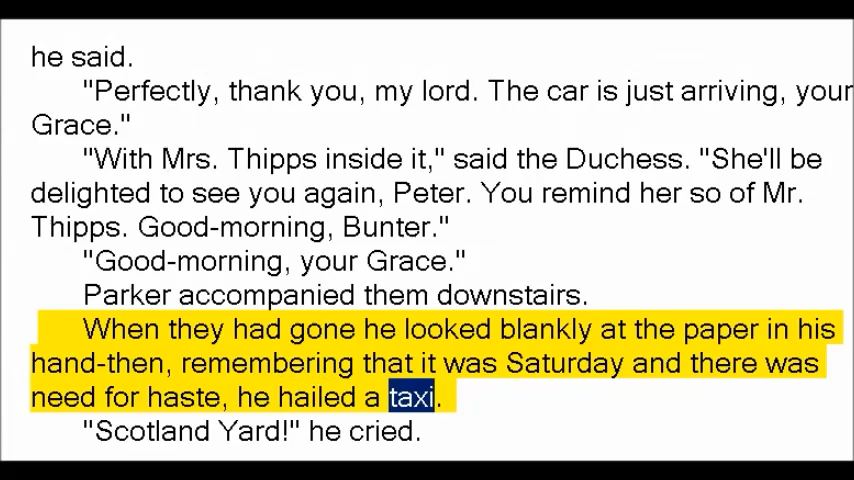 he said.
"Perfectly, thank you, my lord. The car is just arriving, your
Grace."
"With Mrs. Thipps inside it," said the Duchess. "She'll be
delighted to see you again, Peter. You remind her so of Mr.
Thipps. Good-morning, Bunter."
"Good-morning, your Grace."
Parker accompanied them downstairs.
When they had gone he looked blankly at the paper in his
hand-then, remembering that it was Saturday and there was
need for haste, he hailed a taxi.
"Scotland Yard!" he cried.